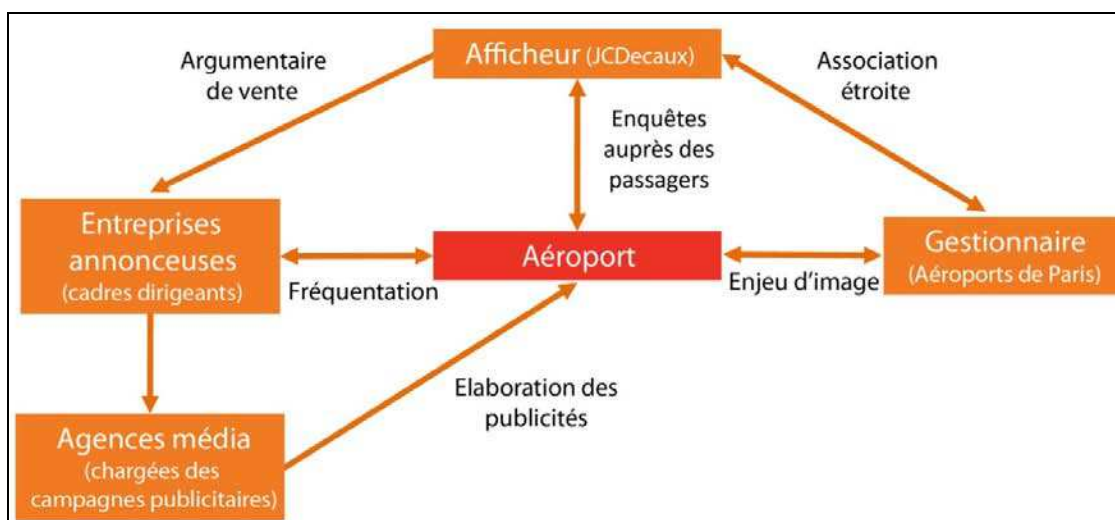 Afficheur (JCDecaux)
Argumentaire
de vente
Association
étroite
Enquêtes
auprès des
passagers
Entreprises
annonceuses
(cadres dirigeants)
Fréquentation
Aéroport
Enjeu d'image
Gestionnaire
(Aéroports de Paris)
Elaboration des
publicités
Agences média
(chargées des
campagnes publicitaires)